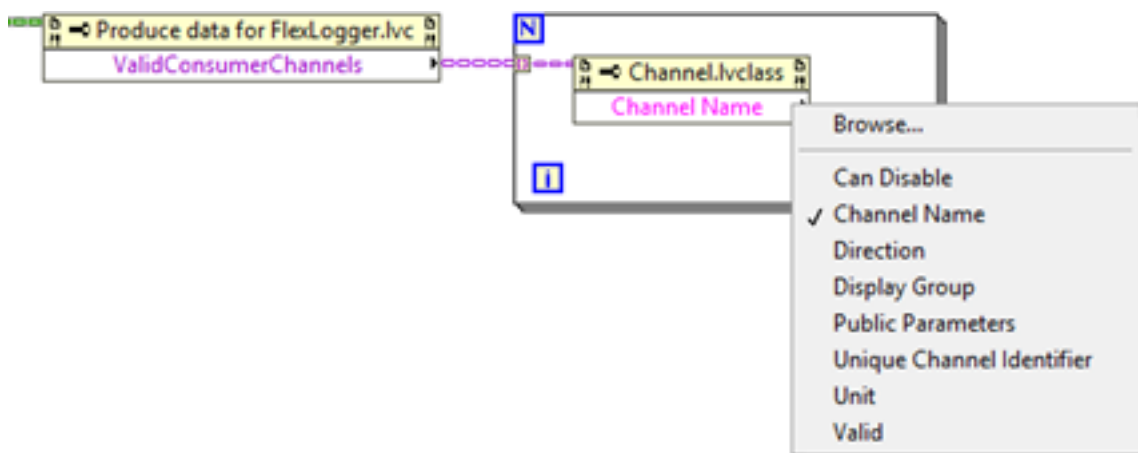 Produce data for FlexLogger.lvc
ValidConsumerChannels
N
Channel.lvclass
Channel Name
i
Browse...
Can Disable
✓ Channel Name
Direction
Display Group
Public Parameters
Unique Channel Identifier
Unit
Valid